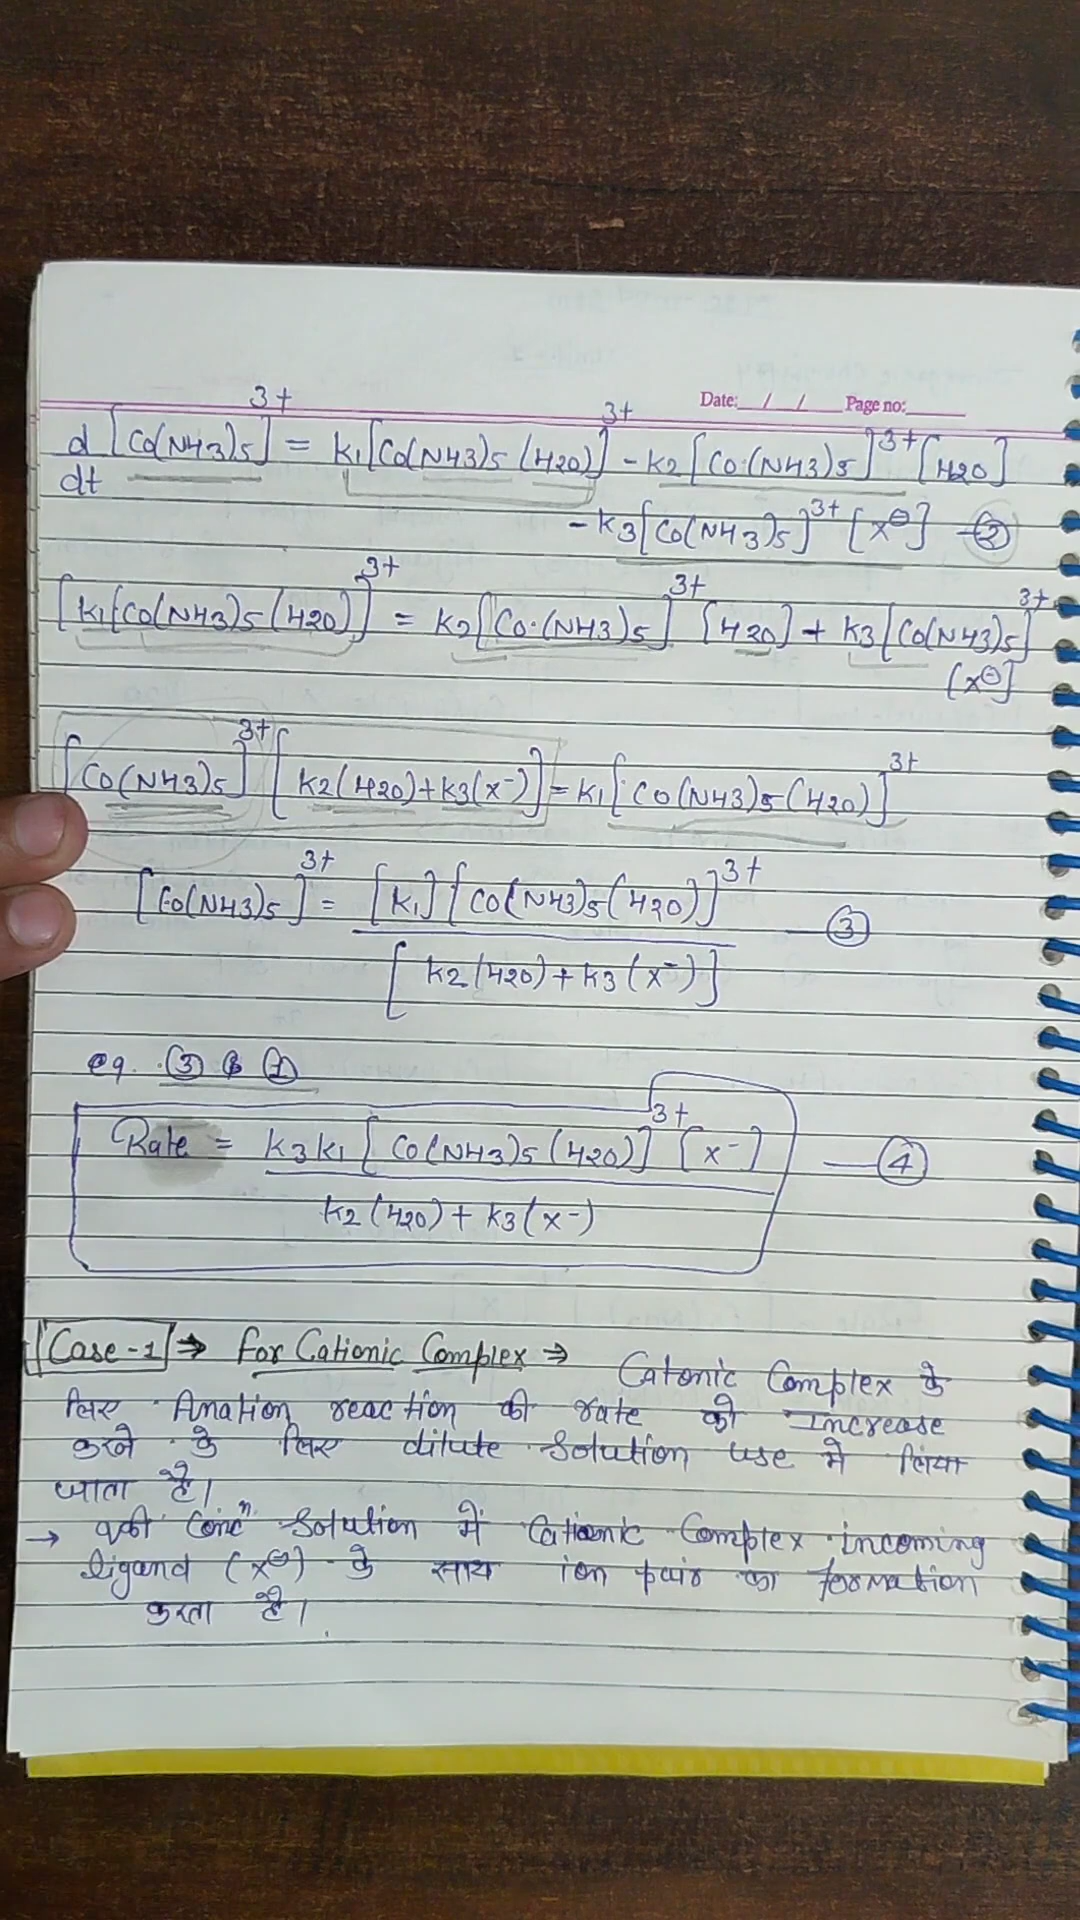 Date: / / Page no:
d/dt [Co(NH3)5]3+ = K1[Co(NH3)5(H2O)]3+ - K2[Co.(NH3)5]3+ [H2O]
- K3[Co(NH3)5]3+ [x⊖] - ②
[K1[Co(NH3)5(H2O)]3+ = K2[Co.(NH3)5]3+ [H2O] + K3[Co(NH3)5]3+
(x⊖]
[Co(NH3)5]3+ [K2(H2O)+K3(x-)] = K1[Co(NH3)5(H2O)]3+
[Co(NH3)5]3+ = [K1][Co(NH3)5(H2O)]3+ — ③
[K2(H2O)+K3(x-)]
eq. ③ & ①
Rate = K3K1[Co(NH3)5(H2O)]3+ [x-] — ④
K2(H2O) + K3(x-)
Case-1 ⇒ for Cationic Complex ⇒ Catonic Complex के
लिए Anation reaction की rate को Increase
करने के लिए dilute solution use मे लिया
जाता है।
→ Concn Solution में Cationic Complex incoming
ligand (x⊖) के साथ ion pair का formation
करता है।